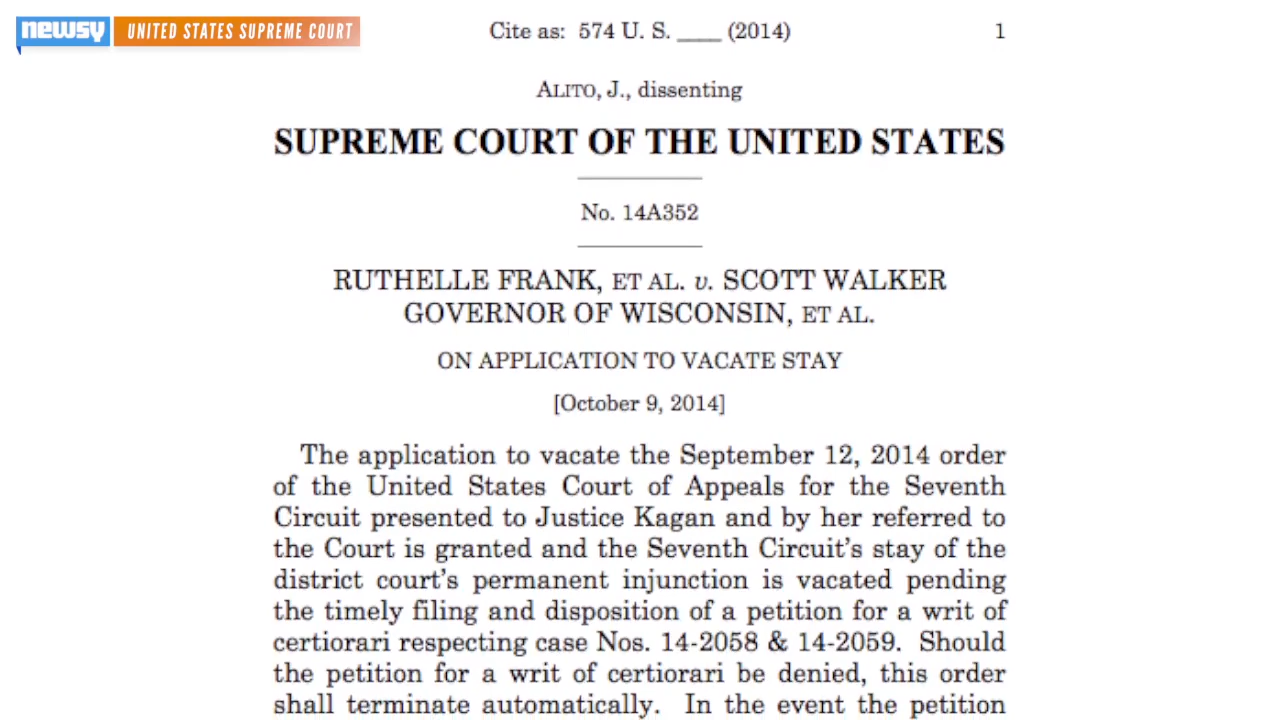 newsy UNITED STATES SUPREME COURT
Cite as: 574 U. S. ____ (2014) 1
ALITO, J., dissenting
SUPREME COURT OF THE UNITED STATES
No. 14A352
RUTHELLE FRANK, ET AL. v. SCOTT WALKER
GOVERNOR OF WISCONSIN, ET AL.
ON APPLICATION TO VACATE STAY
[October 9, 2014]
The application to vacate the September 12, 2014 order
of the United States Court of Appeals for the Seventh
Circuit presented to Justice Kagan and by her referred to
the Court is granted and the Seventh Circuit's stay of the
district court's permanent injunction is vacated pending
the timely filing and disposition of a petition for a writ of
certiorari respecting case Nos. 14-2058 & 14-2059. Should
the petition for a writ of certiorari be denied, this order
shall terminate automatically. In the event the petition